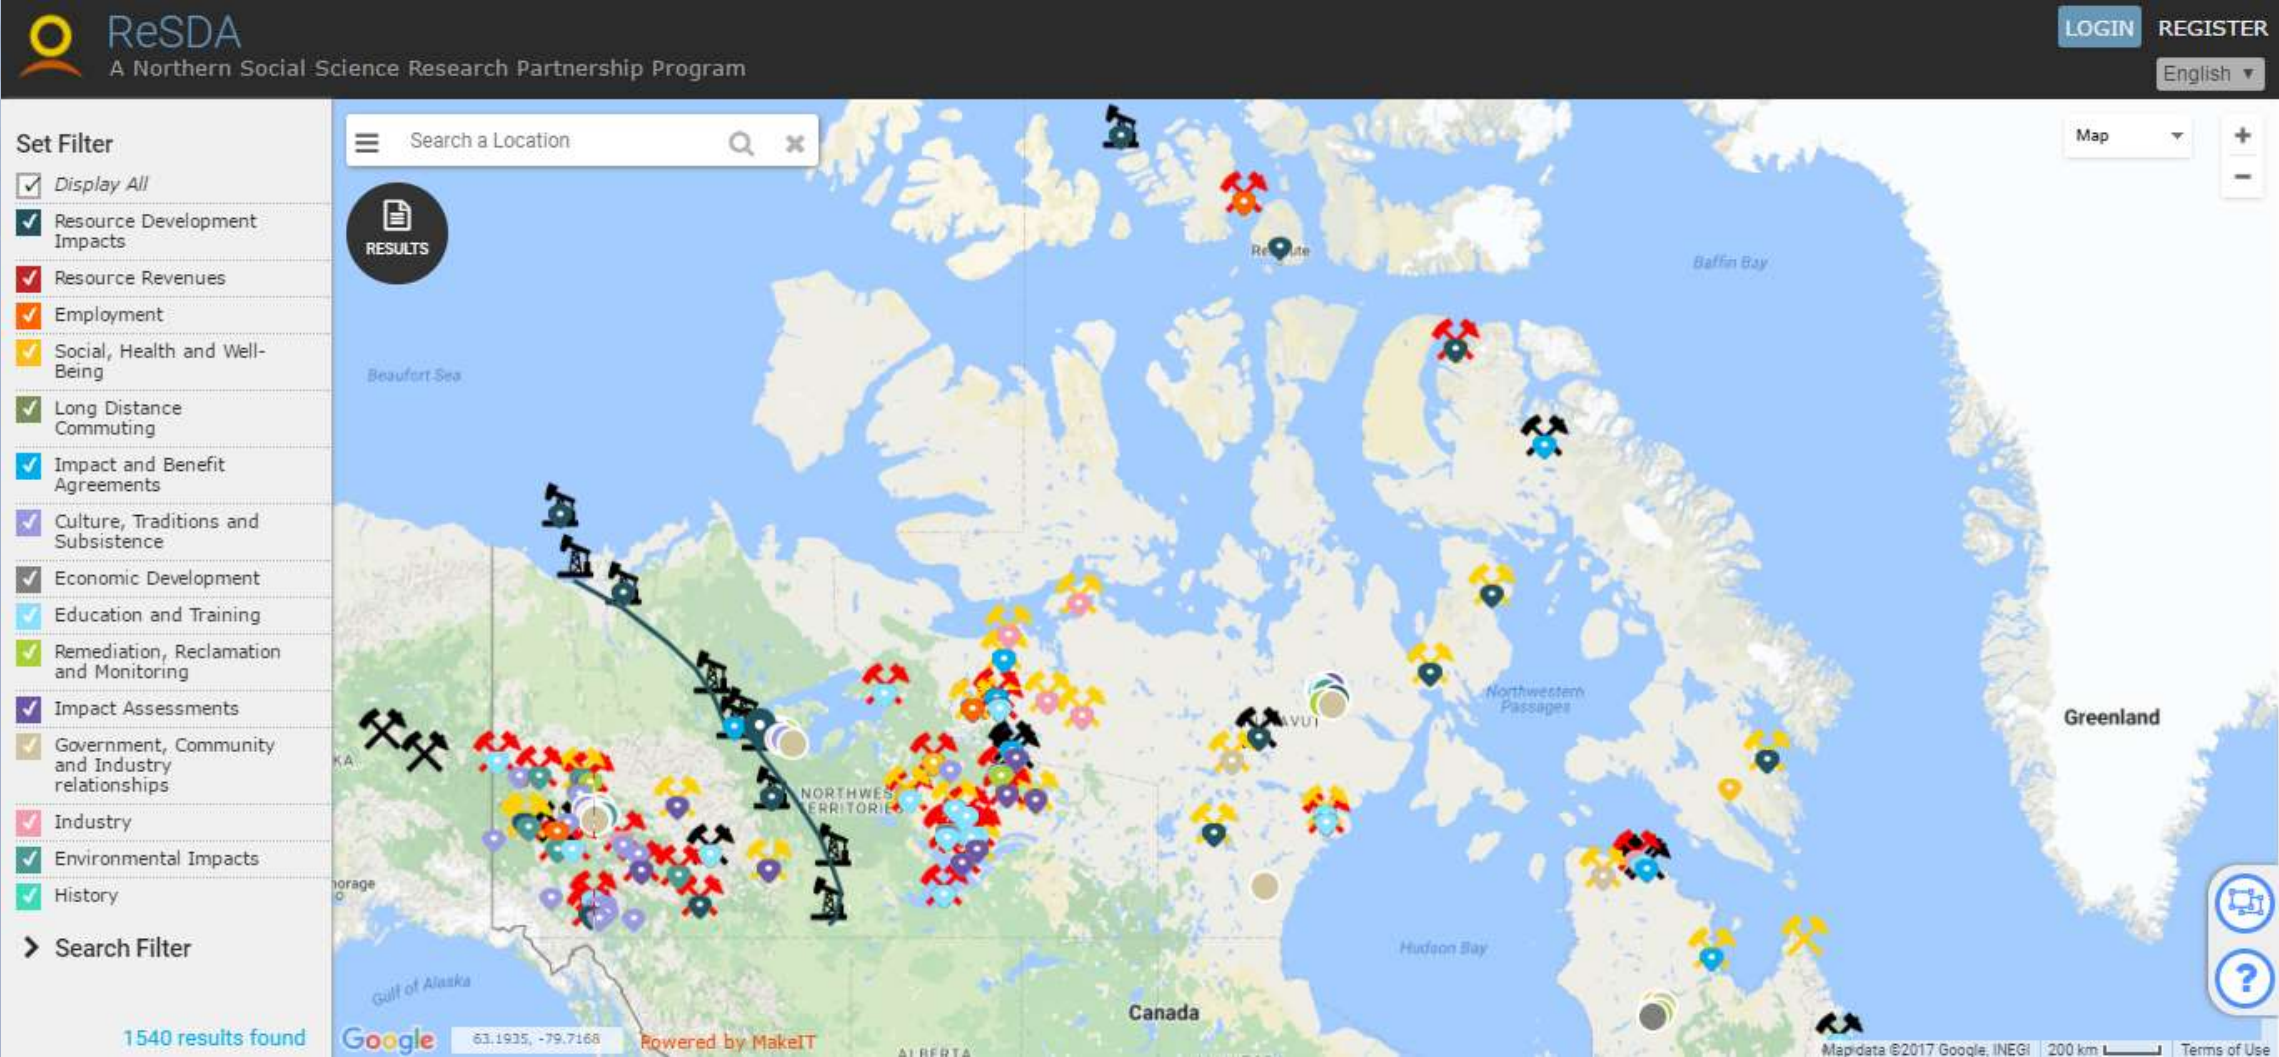 ReSDA
A Northern Social Science Research Partnership Program
LOGIN REGISTER
English
Set Filter
Display All
Resource Development
Impacts
Resource Revenues
Employment
Social, Health and Well-
Being
Long Distance
Commuting
Impact and Benefit
Agreements
Culture, Traditions and
Subsistence
Economic Development
Education and Training
Remediation, Reclamation
and Monitoring
Impact Assessments
Government, Community
and Industry
relationships
Industry
Environmental Impacts
History
Search Filter
1540 results found
Search a Location
RESULTS
Map
Baffin Bay
Beaufort Sea
Northwestern
Passages
Greenland
KA
NORTHWES
ERRITORIE
AVUT
orage
Hudson Bay
Gulf of Alaska
Canada
ALBERTA
Google
63.1935, -79.7168
Powered by MakeIT
Map data ©2017 Google, INEGI
200 km
Terms of Use